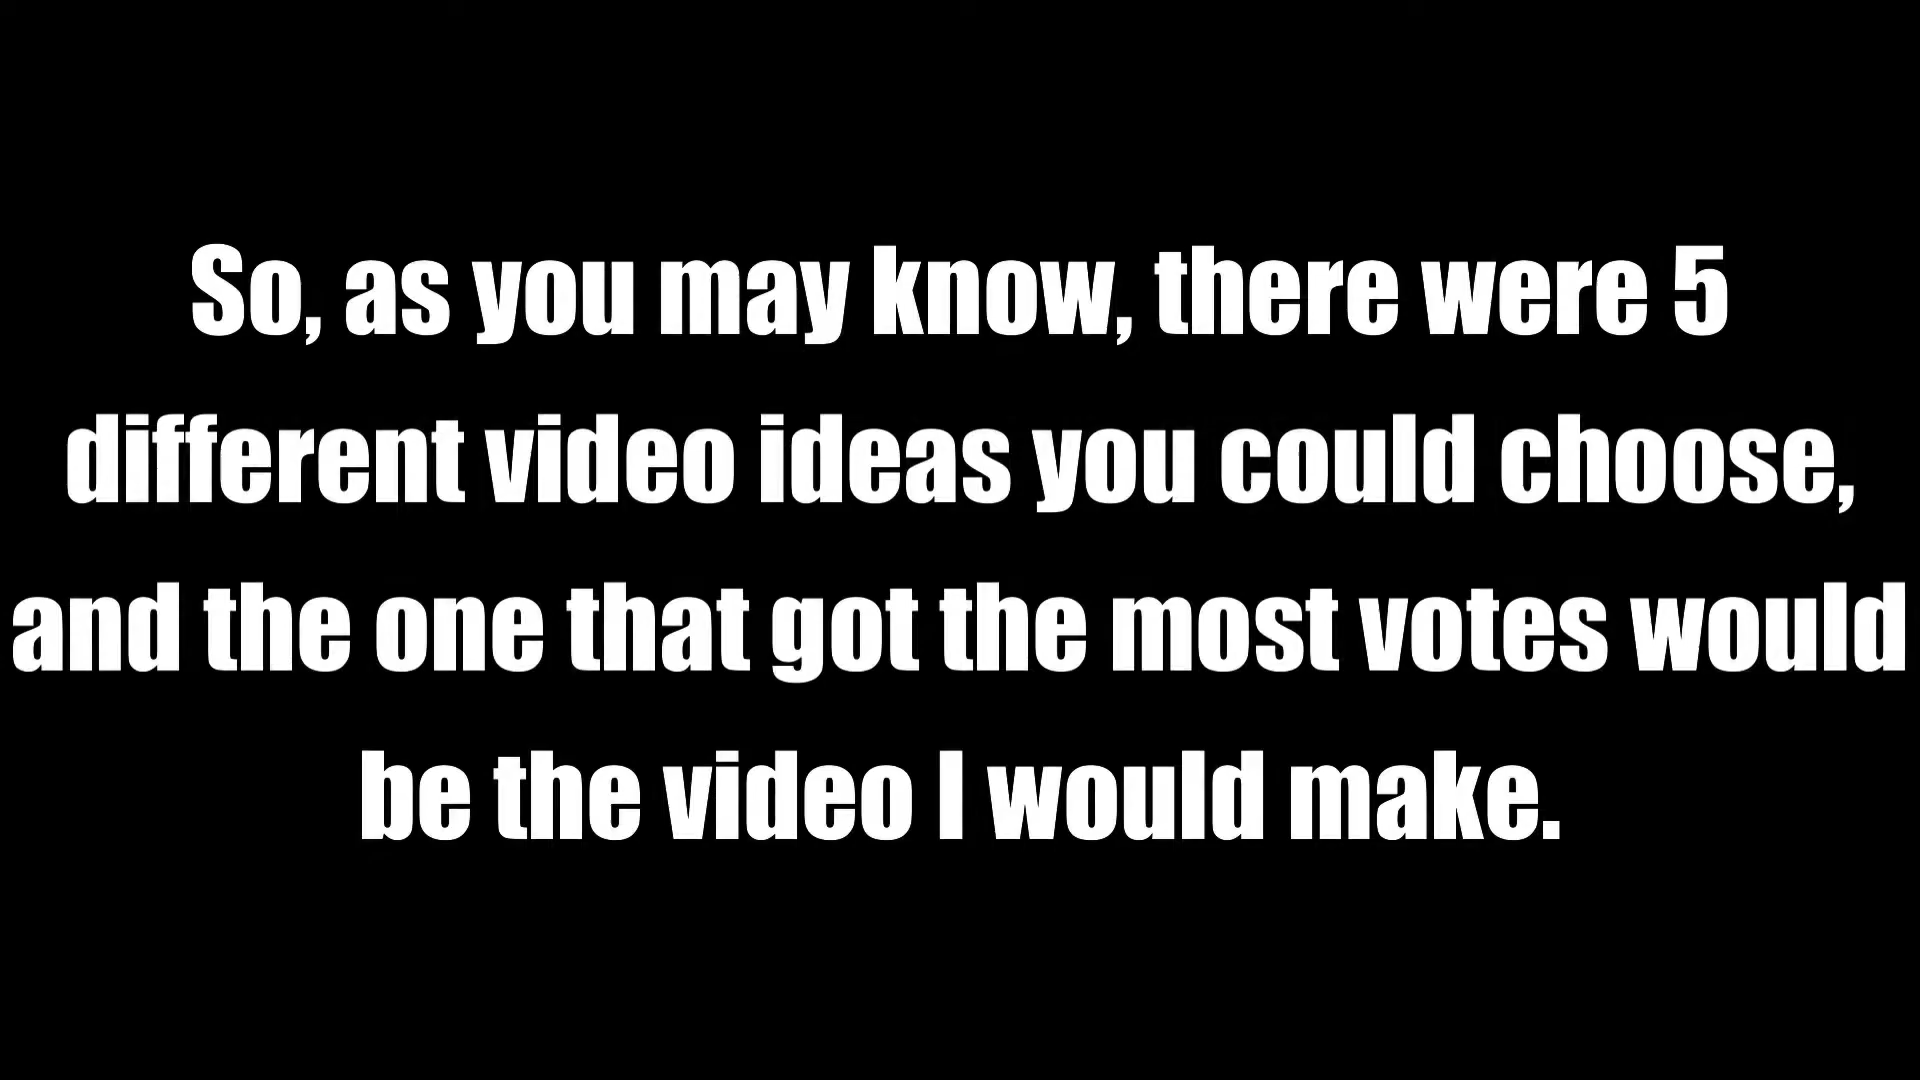 So, as you may know, there were 5
different video ideas you could choose,
and the one that got the most votes would
be the video I would make.